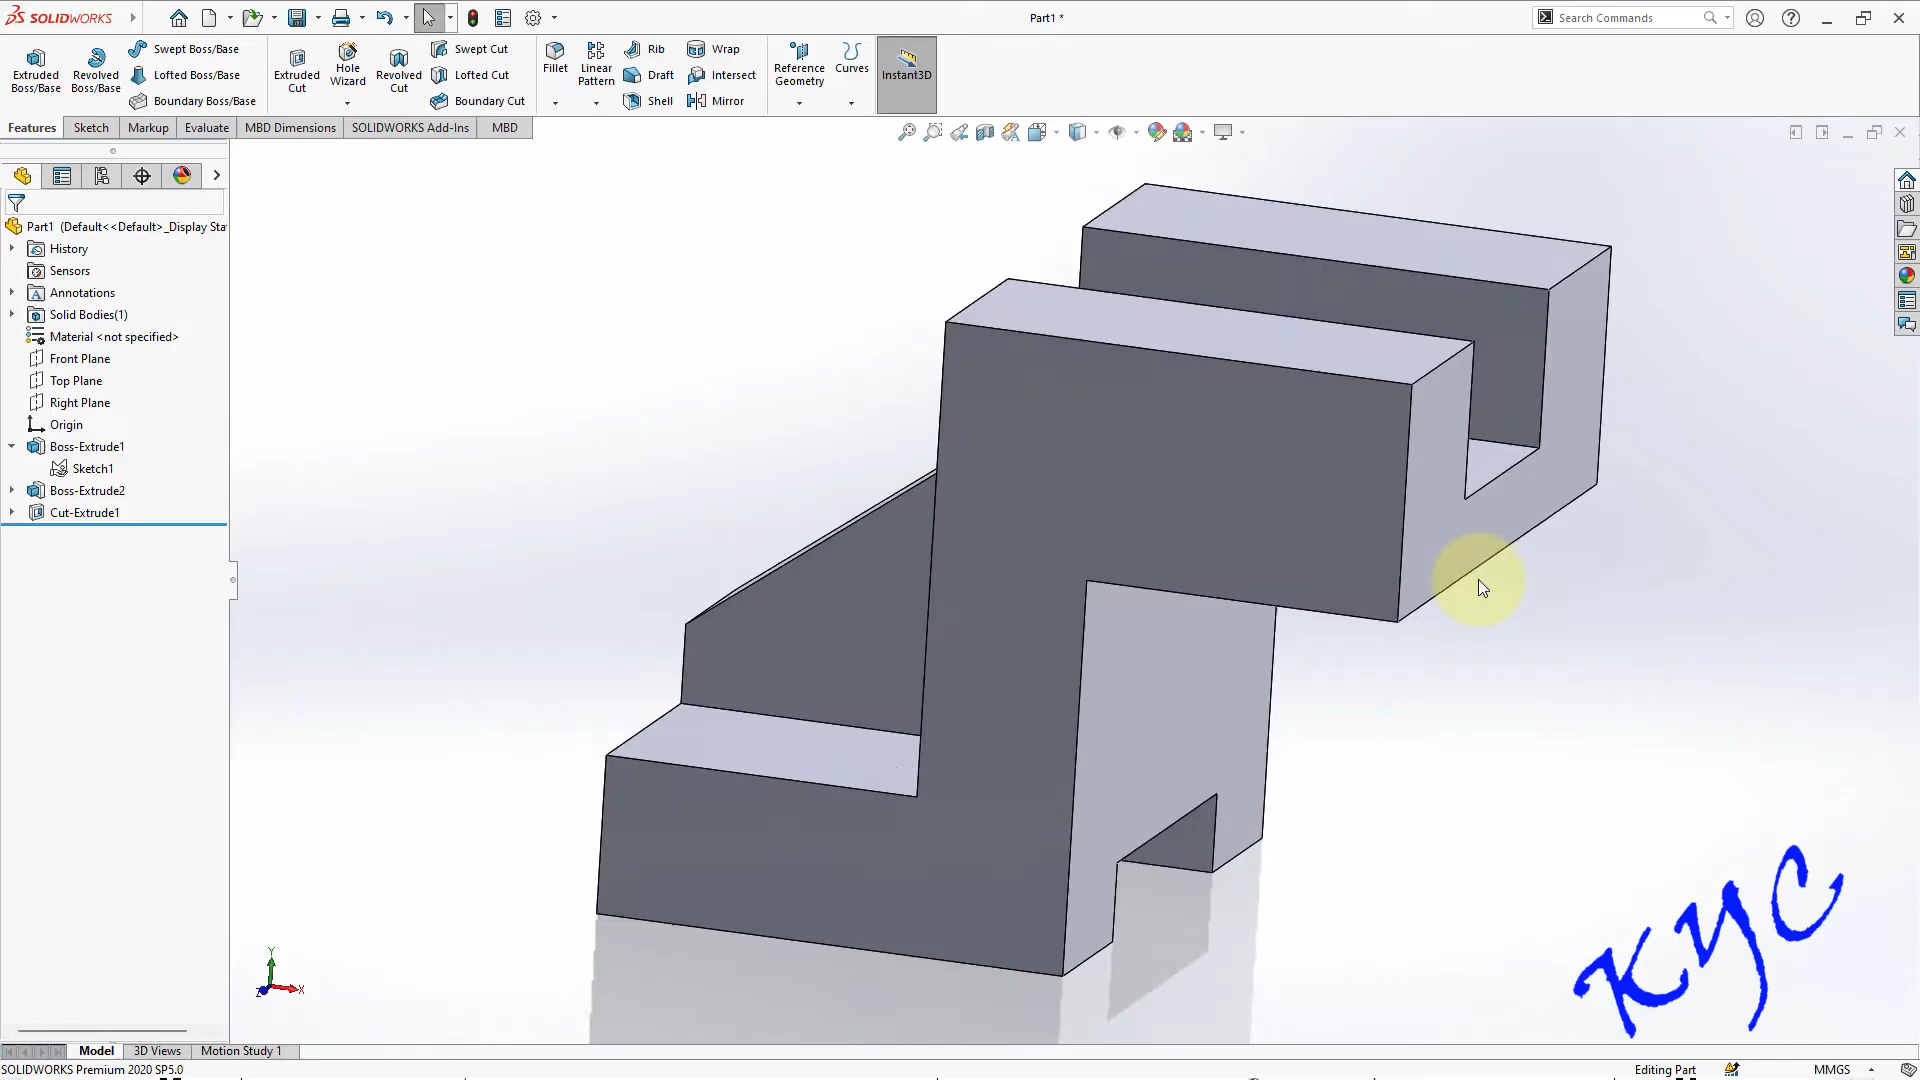 SOLIDWORKS
Part1 *
Search Commands
Extruded Boss/Base
Revolved Boss/Base
Swept Boss/Base
Lofted Boss/Base
Boundary Boss/Base
Extruded Cut
Hole Wizard
Revolved Cut
Swept Cut
Lofted Cut
Boundary Cut
Fillet
Linear Pattern
Rib
Draft
Shell
Wrap
Intersect
Mirror
Reference Geometry
Curves
Instant3D
Features
Sketch
Markup
Evaluate
MBD Dimensions
SOLIDWORKS Add-Ins
MBD
Part1 (Default<<Default>_Display Sta
History
Sensors
Annotations
Solid Bodies(1)
Material <not specified>
Front Plane
Top Plane
Right Plane
Origin
Boss-Extrude1
Sketch1
Boss-Extrude2
Cut-Extrude1
Y
Z
X
KYC
Model
3D Views
Motion Study 1
SOLIDWORKS Premium 2020 SP5.0
Editing Part
MMGS